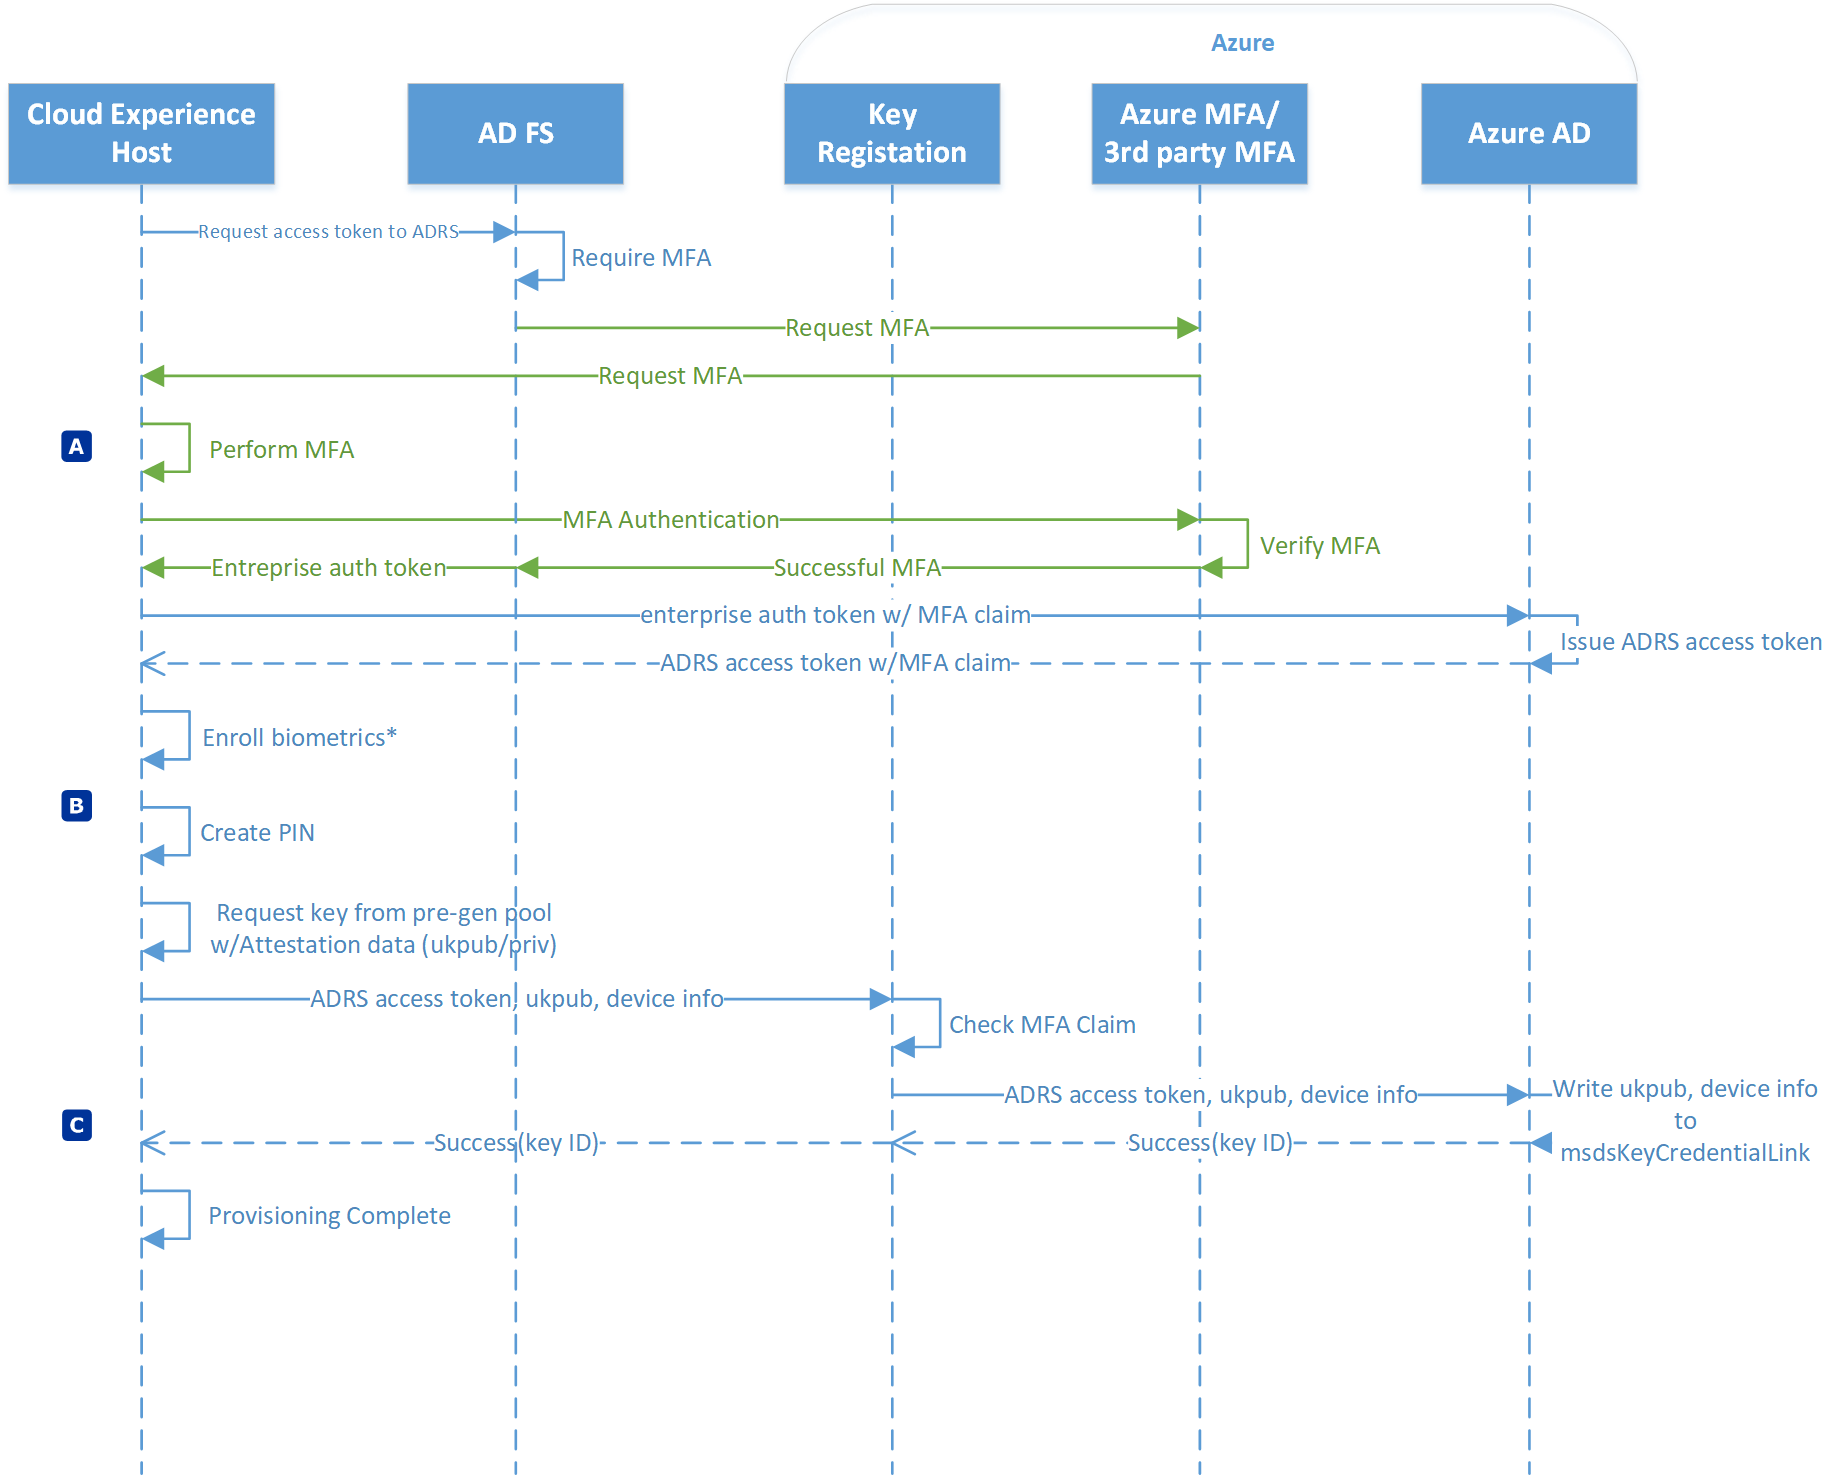 Azure
Cloud Experience
Host
AD FS
Key
Registation
Azure MFA/
3rd party MFA
Azure AD
Request access token to ADRS
Require MFA
Request MFA
Request MFA
A
Perform MFA
MFA Authentication
Verify MFA
Entreprise auth token
Successful MFA
enterprise auth token w/ MFA claim
Issue ADRS access token
ADRS access token w/MFA claim
Enroll biometrics*
B
Create PIN
Request key from pre-gen pool
w/Attestation data (ukpub/priv)
ADRS access token, ukpub, device info
Check MFA Claim
ADRS access token, ukpub, device info
Write ukpub, device info
to
msdsKeyCredentialLink
C
Success(key ID)
Success(key ID)
Provisioning Complete